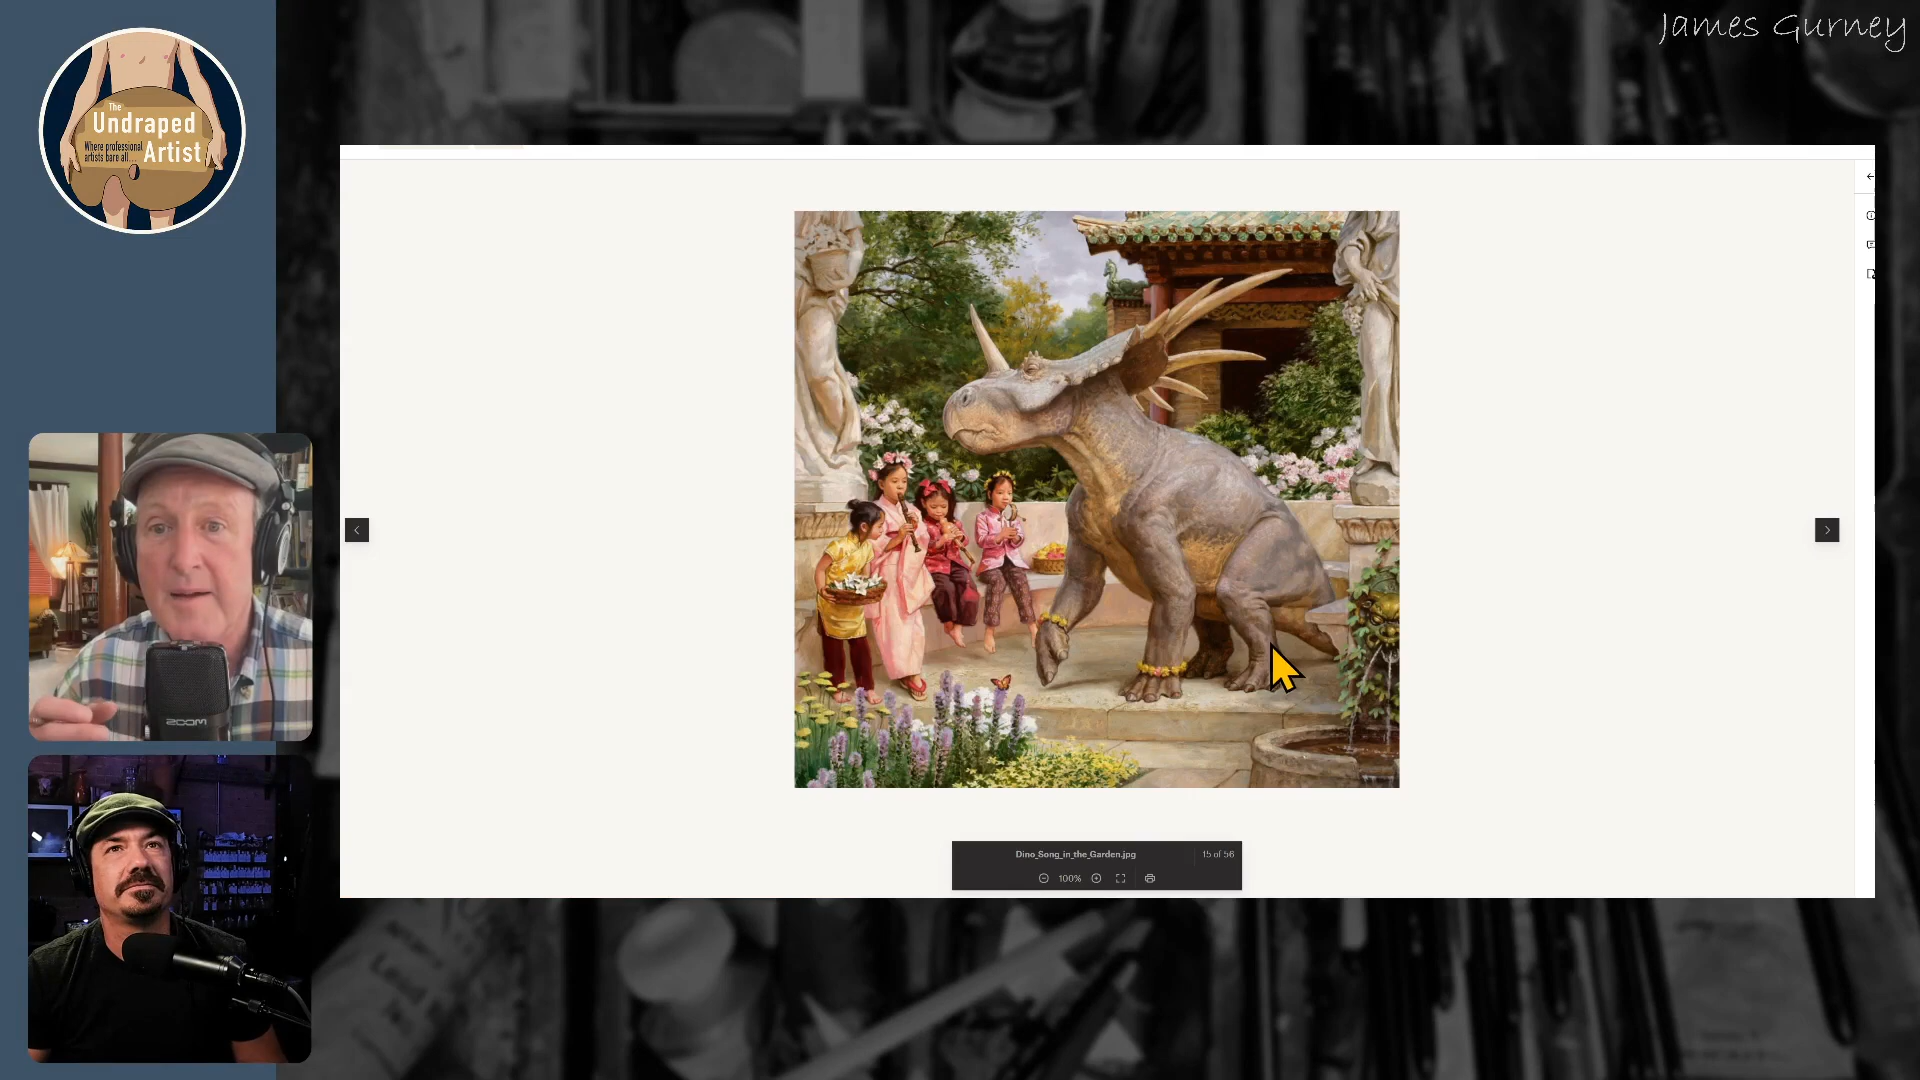 James Gurney
The
Undraped
Where professional
artists bare all...
Artist
zoom
Dino_Song_in_the_Garden.jpg
15 of 56
100%